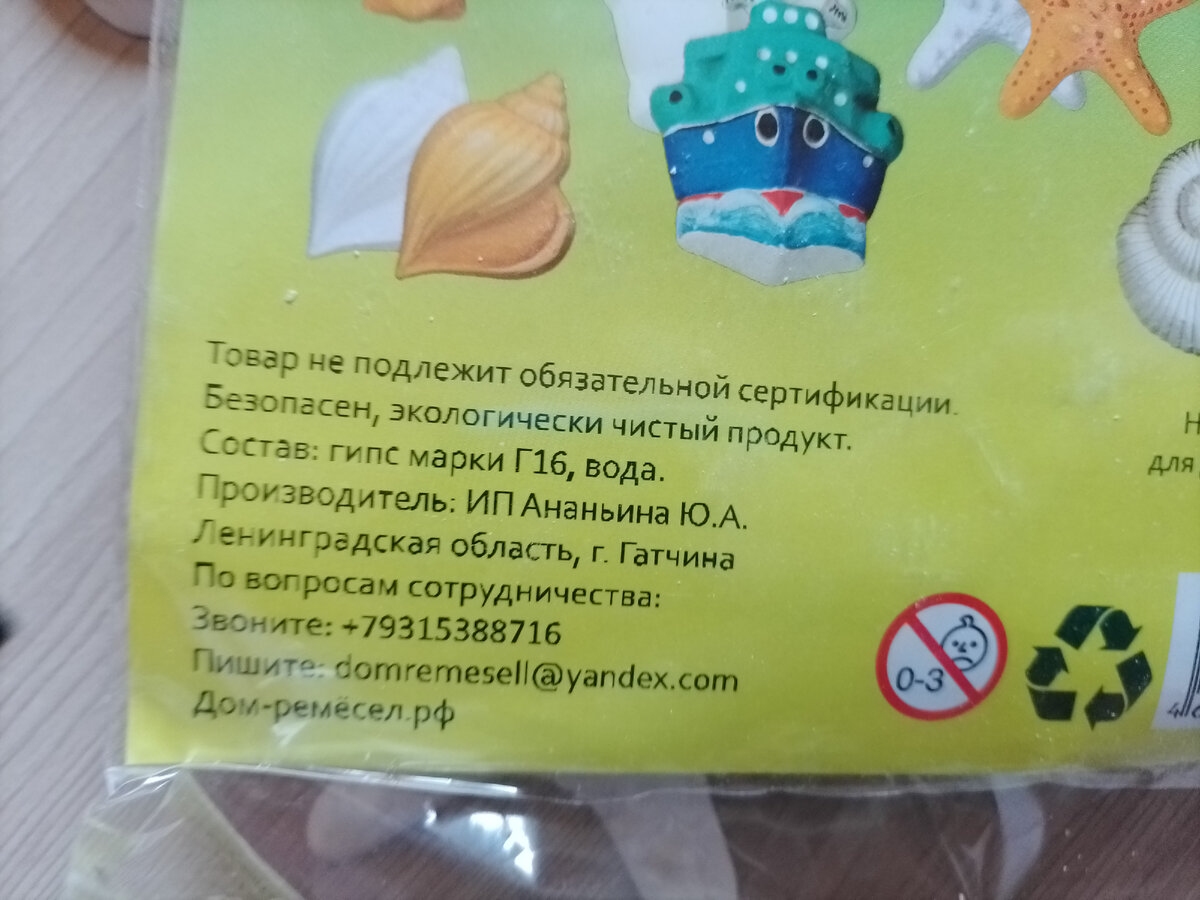 Товар не подлежит обязательной сертификации.
Безопасен, экологически чистый продукт.
Состав: гипс марки Г16, вода.
Производитель: ИП Ананьина Ю.А.
Ленинградская область, г. Гатчина
По вопросам сотрудничества:
Звоните: +79315388716
Пишите: domremesell@yandex.com
Дом-ремёсел.рф
для
0-3